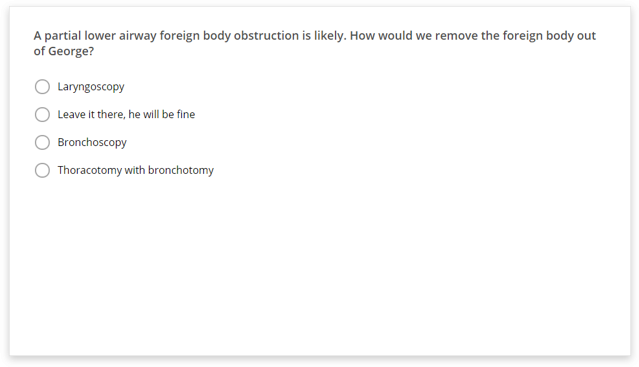 A partial lower airway foreign body obstruction is likely. How would we remove the foreign body out
of George?
Laryngoscopy
Leave it there, he will be fine
Bronchoscopy
Thoracotomy with bronchotomy